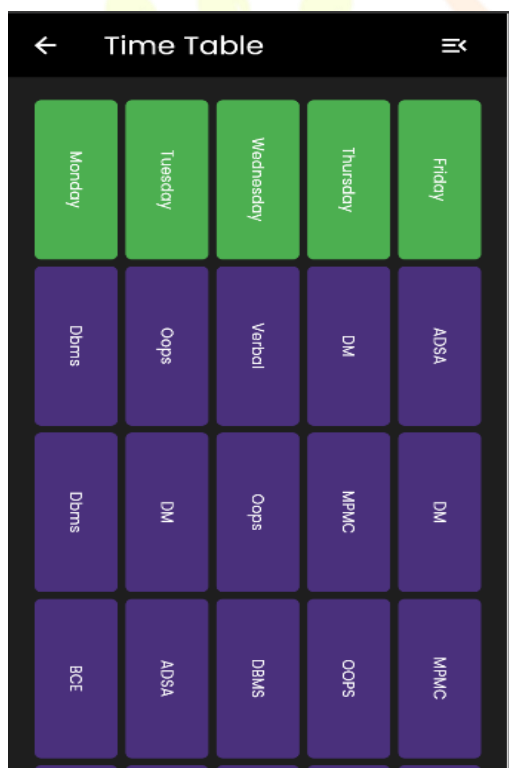 Time Table
Monday
Tuesday
Wednesday
Thursday
Friday
Dbms
Oops
Verbal
DM
ADSA
Dbms
DM
Oops
MPMC
DM
BCE
ADSA
DBMS
OOPS
MPMC